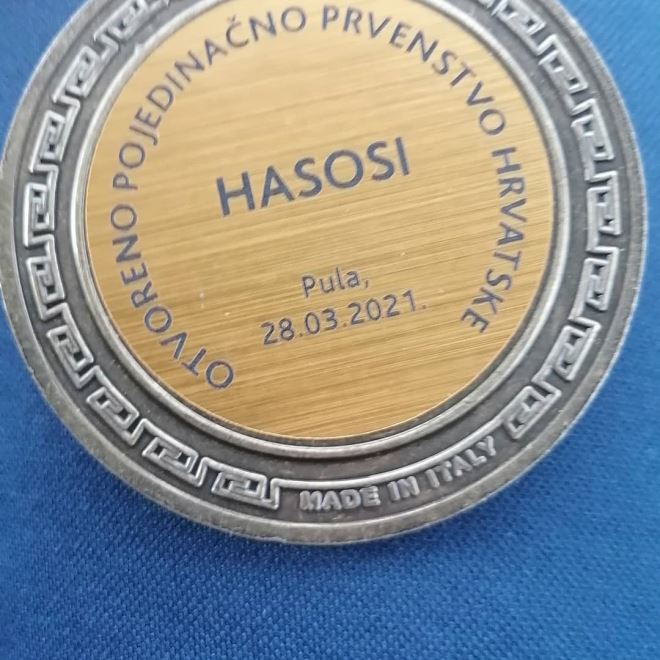 OTVORENO POJEDINAČNO PRVENSTVO HRVATSKE
HASOSI
Pula,
28.03.2021.
MADE IN ITALY